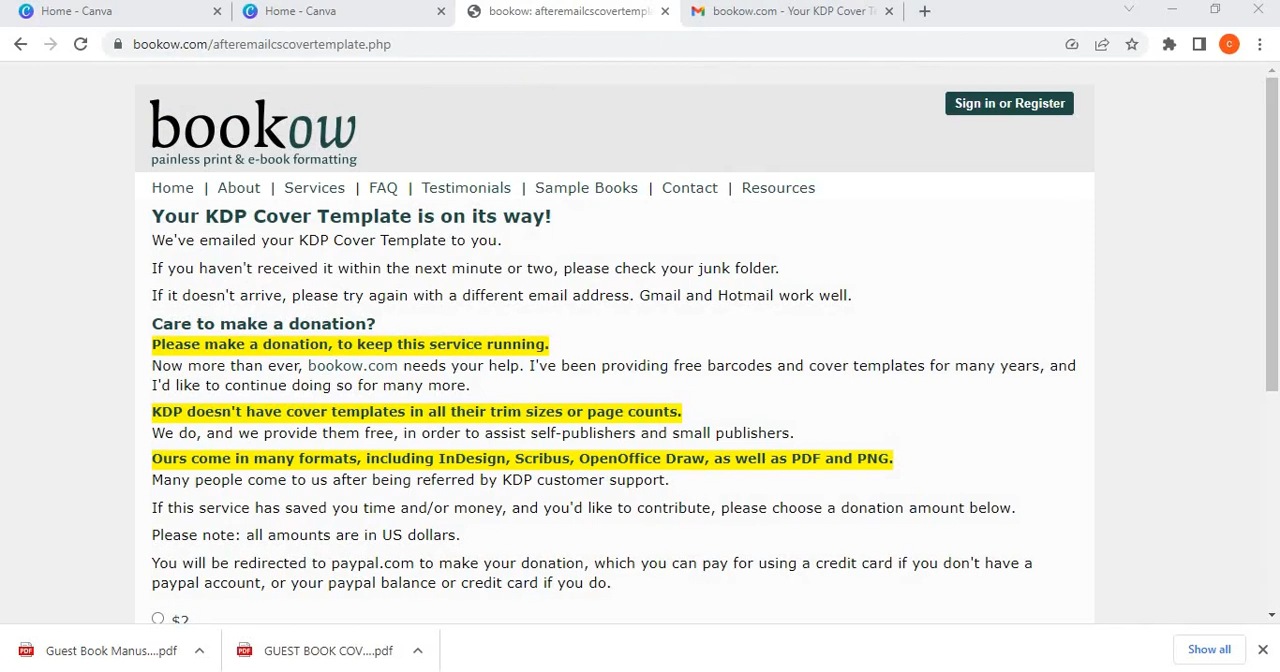 Home - Canva
Home - Canva
bookow: afteremailcscovertempl
bookow.com - Your KDP Cover T
bookow.com/afteremailcscovertemplate.php
C
Sign in or Register
bookow
painless print & e-book formatting
Home | About | Services | FAQ | Testimonials | Sample Books | Contact | Resources
Your KDP Cover Template is on its way!
We've emailed your KDP Cover Template to you.
If you haven't received it within the next minute or two, please check your junk folder.
If it doesn't arrive, please try again with a different email address. Gmail and Hotmail work well.
Care to make a donation?
Please make a donation, to keep this service running.
Now more than ever, bookow.com needs your help. I've been providing free barcodes and cover templates for many years, and
I'd like to continue doing so for many more.
KDP doesn't have cover templates in all their trim sizes or page counts.
We do, and we provide them free, in order to assist self-publishers and small publishers.
Ours come in many formats, including InDesign, Scribus, OpenOffice Draw, as well as PDF and PNG.
Many people come to us after being referred by KDP customer support.
If this service has saved you time and/or money, and you'd like to contribute, please choose a donation amount below.
Please note: all amounts are in US dollars.
You will be redirected to paypal.com to make your donation, which you can pay for using a credit card if you don't have a
paypal account, or your paypal balance or credit card if you do.
$2
Guest Book Manus....pdf
GUEST BOOK COV....pdf
Show all